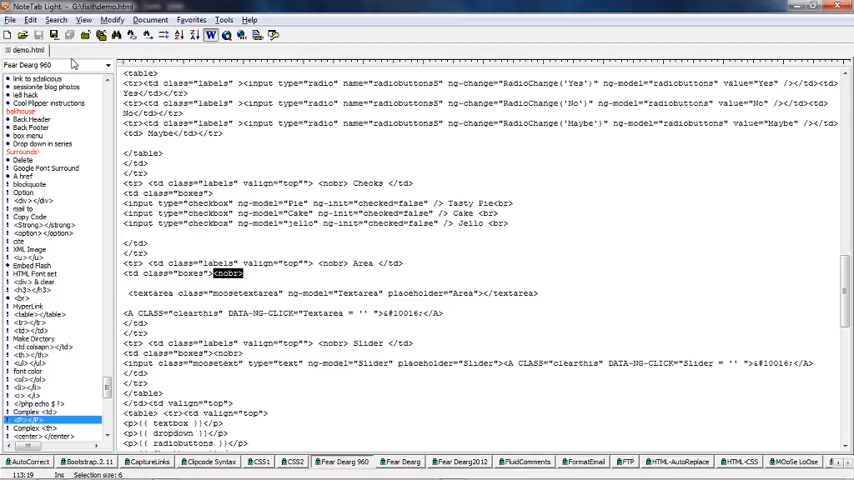 NoteTab Light - G:\fixit\demo.html
File Edit Search View Modify Document Favorites Tools Help
demo.html
Fear Dearg 960
link to sclsilicious
sessionite blog photos
ie8 hack
Cool Flipper instructions
bakhouse
Back Header
Back Footer
box menu
Drop down in series
Surrounds!
Delete
Google Font Surround
A href
blockquote
Option
<div></div>
mail to
Copy Code
<Strong></strong>
<option></option>
cite
XML Image
<u></u>
Embed Flash
HTML Font set
<div> & clear
<h3></h3>
<br>
HyperLink
<table></table>
<tr></tr>
<td></td>
Make Dirctory
<td colsapn></td>
<th></th>
<ul></ul>
font color
<ol></ol>
<li></li>
<i> </i>
<?php echo $ ?>
Complex <td>
<P></P>
Complex <th>
<center></center>
<table>
<tr><td class="labels" ><input type="radio" name="radiobuttonsS" ng-change="RadioChange('Yes')" ng-model="radiobuttons" value="Yes" /></td><td>
Yes</td></tr>
<tr><td class="labels" ><input type="radio" name="radiobuttonsS" ng-change="RadioChange('No')" ng-model="radiobuttons" value="No" /></td><td>
No</td></tr>
<tr><td class="labels" ><input type="radio" name="radiobuttonsS" ng-change="RadioChange('Maybe')" ng-model="radiobuttons" value="Maybe" /></td>
<td> Maybe</td></tr>
</table>
</td>
</tr> <td class="labels" valign="top""> <nobr> Checks </td>
<td class="boxes">
<input type="checkbox" ng-model="Pie" ng-init="checked=false" /> Tasty Pie<br>
<input type="checkbox" ng-model="Cake" ng-init="checked=false" /> Cake <br>
<input type="checkbox" ng-model="jello" ng-init="checked=false" /> Jello <br>
</td>
</tr>
<tr> <td class="labels" valign="top""> <nobr> Area </td>
<td class="boxes"><nobr>
<textarea class="moosetextarea" ng-model="Textarea" placeholder="Area"></textarea>
<A CLASS="clearthis" DATA-NG-CLICK="Textarea = '' ">&#10016;</A>
</td>
</tr>
<tr> <td class="labels" valign="top""> <nobr> Slider </td>
<td class="boxes"><nobr>
<input class="moosetext" type="text" ng-model="Slider" placeholder="Slider"><A CLASS="clearthis" DATA-NG-CLICK="Slider = '' ">&#10016;</A>
</td>
</tr>
</table>
</td><td valign="top">
<table> <tr><td valign="top">
<p>{{ textbox }}</p>
<p>{{ dropdown }}</p>
<p>{{ radiobuttons }}</p>
AutoCorrect Bootstrap.2.11 CaptureLinks Clipcode Syntax CSS1 CSS2 Fear Dearg 960 Fear Dearg Fear Dearg2012 FluidComments FormatEmail FTP HTML-AutoReplace HTML-CSS MOoSe LoOse
113:19 Ins Selection size: 6